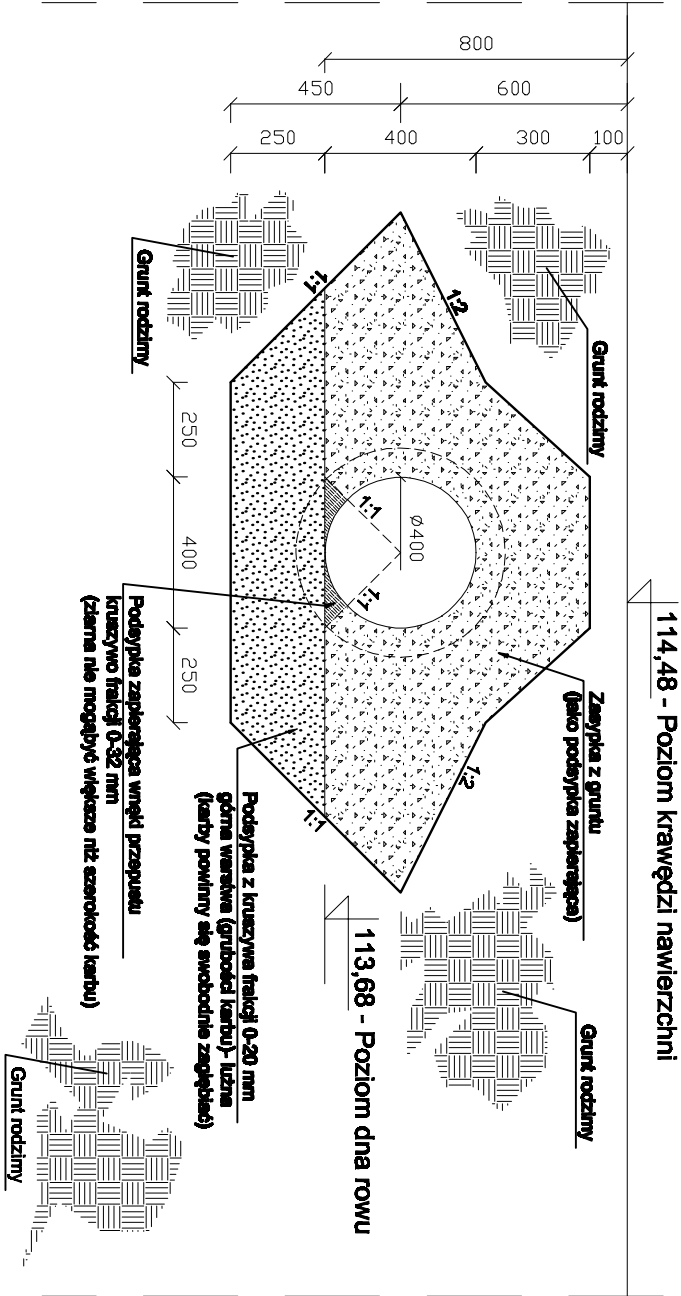 114,48 - Poziom krawędzi nawierzchni
800
450
600
250
400
300
100
Grunt rodzimy
Grunt rodzimy
Grunt rodzimy
Grunt rodzimy
Zasypka z gruntu
(jako podsypka zapierająca)
1:2
1:2
1:1
1:1
1:1
1:1
Ø400
113,68 - Poziom dna rowu
250
400
250
Podsypka z kruszywa frakcji 0-20 mm
górna warstwa (grubości karbu)- luźna
(karby powinny się swobodnie zagłębiać)
Podsypka zapierająca wnęki przepustu
kruszywo frakcji 0-32 mm
(ziarna nie mogąbyć większe niż szerokość karbu)